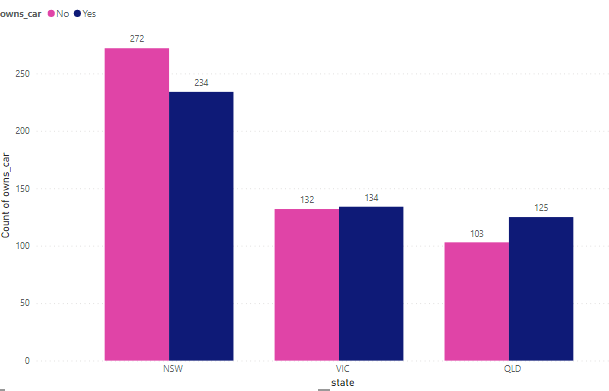 owns_car No Yes
272
250
234
200
150
132
134
125
103
100
50
0
Count of owns_car
NSW
VIC
QLD
state